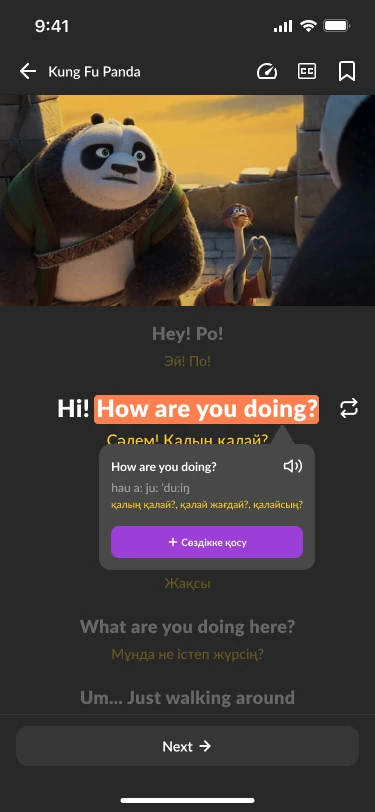 9:41
Kung Fu Panda
CC
Hey! Po!
Эй! По!
Hi! How are you doing?
Сәлем! Қалың қалай?
How are you doing?
hau a: ju: 'du:iŋ
қалың қалай?, қалай жағдай?, қалайсың?
+ Сөздікке қосу
Жақсы
What are you doing here?
Мұнда не істеп жүрсің?
Um... Just walking around
Next →